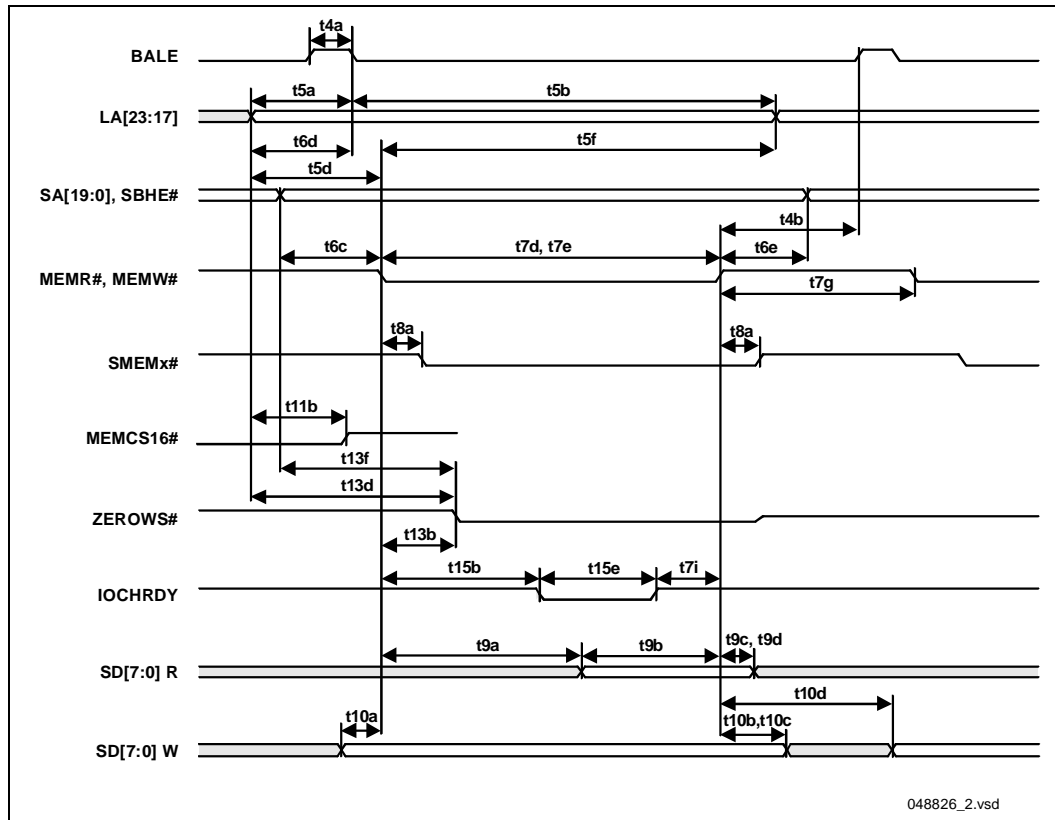 t4a
BALE
t5a t5b
LA[23:17]
t6d t5f
t5d
SA[19:0], SBHE#
t4b
t6c t7d, t7e t6e
MEMR#, MEMW#
t7g
t8a t8a
SMEMx#
t11b
MEMCS16#
t13f
t13d
ZEROWS#
t13b
t15b t15e t7i
IOCHRDY
t9a t9b t9c, t9d
SD[7:0] R
t10d
t10a t10b,t10c
SD[7:0] W
048826_2.vsd